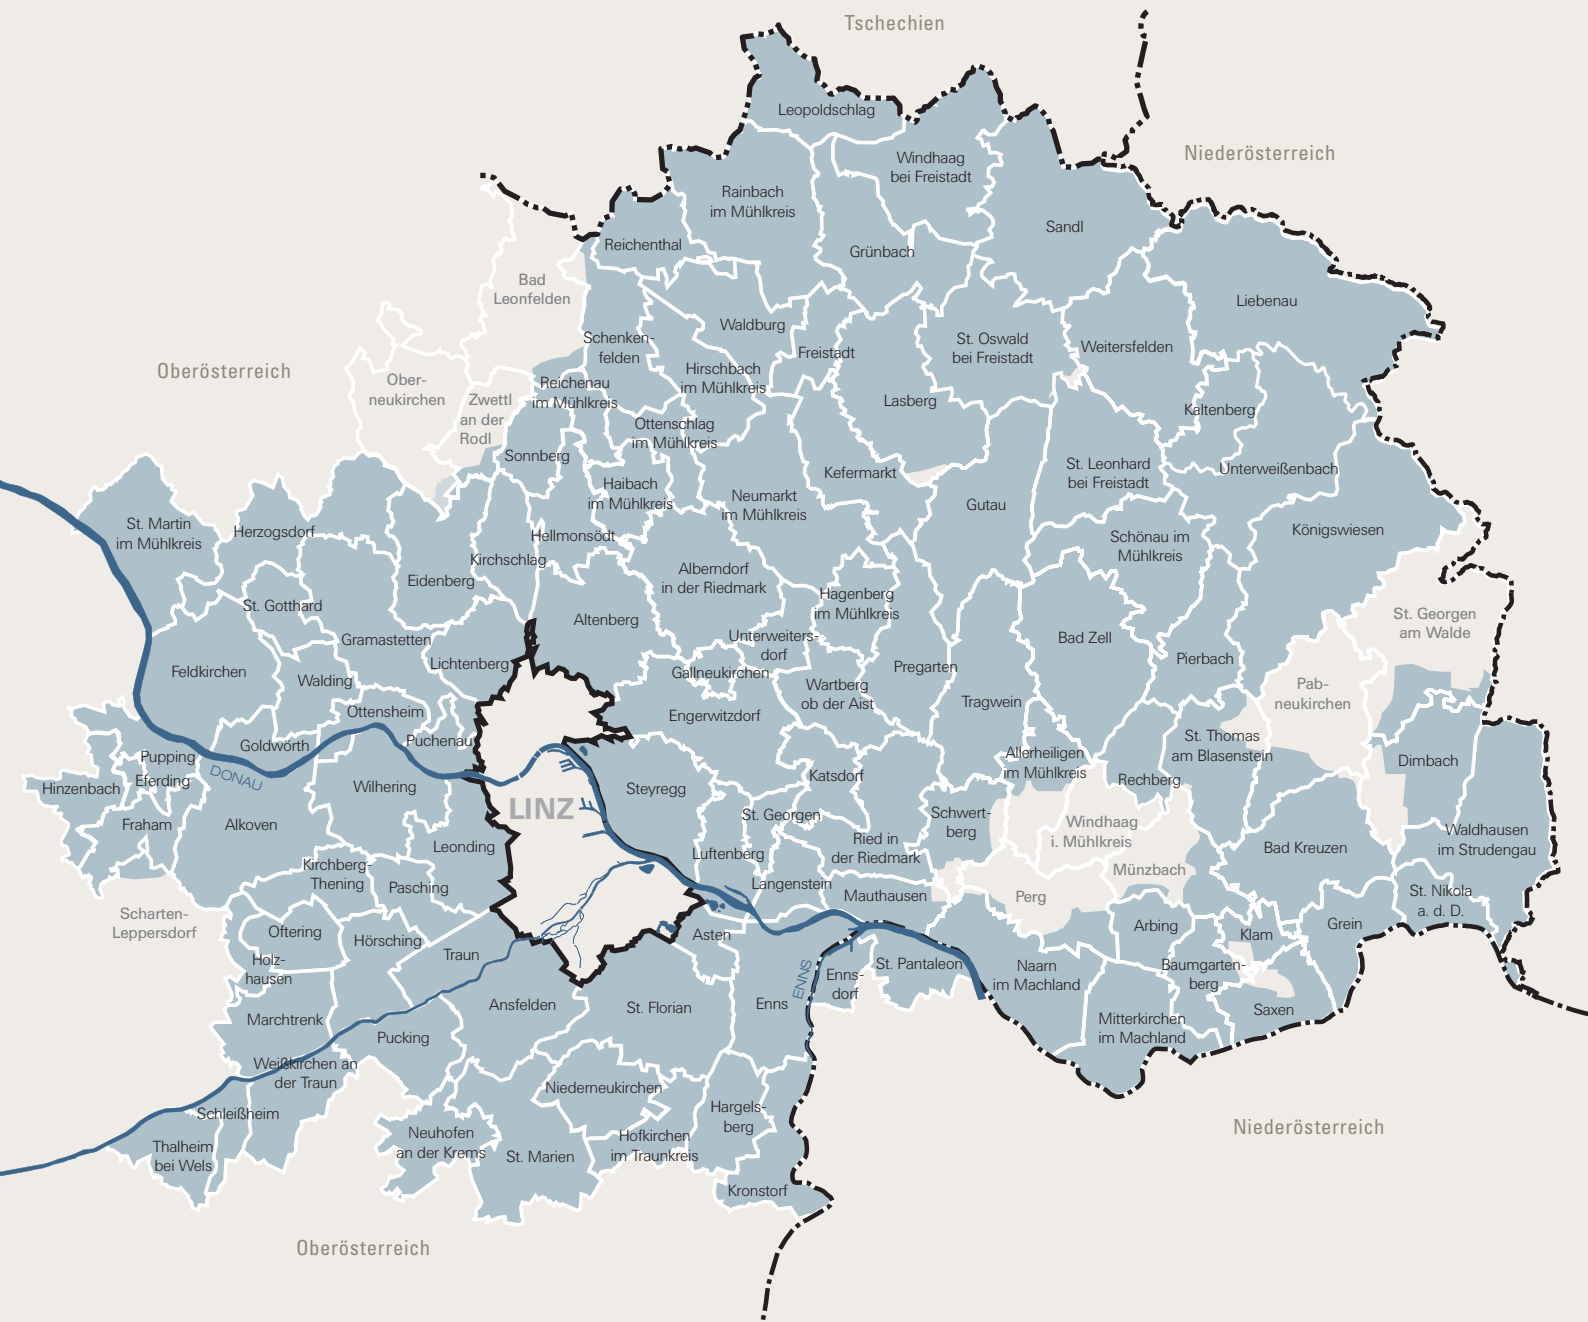 Tschechien
Leopoldschlag
Niederösterreich
Windhaag
bei Freistadt
Rainbach
im Mühlkreis
Sandl
Reichenthal
Grünbach
Bad
Leonfelden
Liebenau
Waldburg
Schenken-
felden
Freistadt
St. Oswald
bei Freistadt
Weitersfelden
Oberösterreich
Hirschbach
im Mühlkreis
Ober-
neukirchen
Reichenau
im Mühlkreis
Zwettl
an der
Rodl
Lasberg
Kaltenberg
Ottenschlag
im Mühlkreis
Sonnberg
St. Leonhard
bei Freistadt
Unterweißenbach
Kefermarkt
Haibach
im Mühlkreis
Neumarkt
im Mühlkreis
Gutau
St. Martin
im Mühlkreis
Herzogsdorf
Hellmonsödt
Königswiesen
Schönau im
Mühlkreis
Kirchschlag
Eidenberg
Alberndorf
in der Riedmark
Hagenberg
im Mühlkreis
St. Gotthard
Altenberg
St. Georgen
am Walde
Gramastetten
Unterweiters-
dorf
Bad Zell
Lichtenberg
Pierbach
Feldkirchen
Walding
Gallneukirchen
Pregarten
Wartberg
ob der Aist
Pab-
neukirchen
Tragwein
Ottensheim
Engerwitzdorf
Goldwörth
Puchenau
St. Thomas
am Blasenstein
Pupping
Allerheiligen
im Mühlkreis
Dimbach
DONAU
Eferding
Hinzenbach
Wilhering
Steyregg
Katsdorf
Rechberg
LINZ
St. Georgen
Schwert-
berg
Windhaag
i. Mühlkreis
Fraham
Alkoven
Waldhausen
im Strudengau
Leonding
Ried in
der Riedmark
Bad Kreuzen
Luftenberg
Kirchberg-
Thening
Pasching
Langenstein
Münzbach
Mauthausen
Perg
St. Nikola
a. d. D.
Scharten-
Leppersdorf
Oftering
Hörsching
Asten
Arbing
Klam
Grein
Traun
Holz-
hausen
Enns-
dorf
St. Pantaleon
Naarn
im Machland
Baumgarten-
berg
ENNS
Ansfelden
St. Florian
Enns
Saxen
Marchtrenk
Mitterkirchen
im Machland
Pucking
Weißkirchen an
der Traun
Niederneukirchen
Schleißheim
Hargels-
berg
Niederösterreich
Neuhofen
an der Krems
Hofkirchen
im Traunkreis
Thalheim
bei Wels
St. Marien
Kronstorf
Oberösterreich